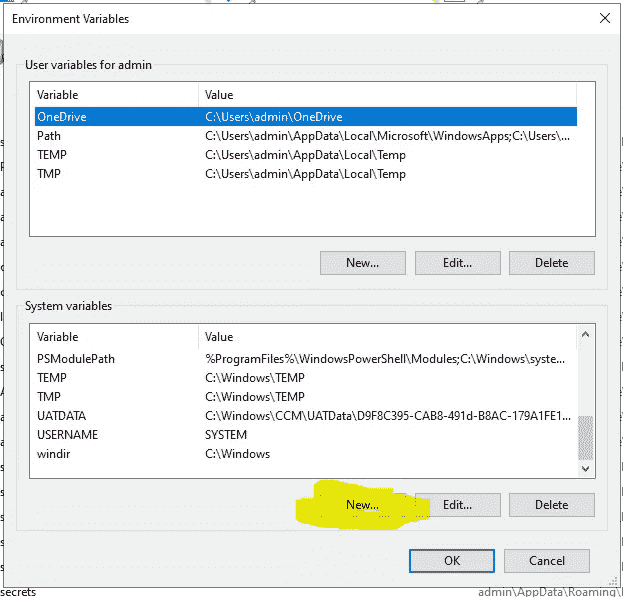 Environment Variables
User variables for admin
Variable Value
OneDrive C:\Users\admin\OneDrive
Path C:\Users\admin\AppData\Local\Microsoft\WindowsApps;C:\Users\...
TEMP C:\Users\admin\AppData\Local\Temp
TMP C:\Users\admin\AppData\Local\Temp
New... Edit... Delete
System variables
Variable Value
PSModulePath %ProgramFiles%\WindowsPowerShell\Modules;C:\Windows\syste...
TEMP C:\Windows\TEMP
TMP C:\Windows\TEMP
UATDATA C:\Windows\CCM\UATData\D9F8C395-CAB8-491d-B8AC-179A1FE1...
USERNAME SYSTEM
windir C:\Windows
New... Edit... Delete
OK Cancel
secrets admin\AppData\Roaming\